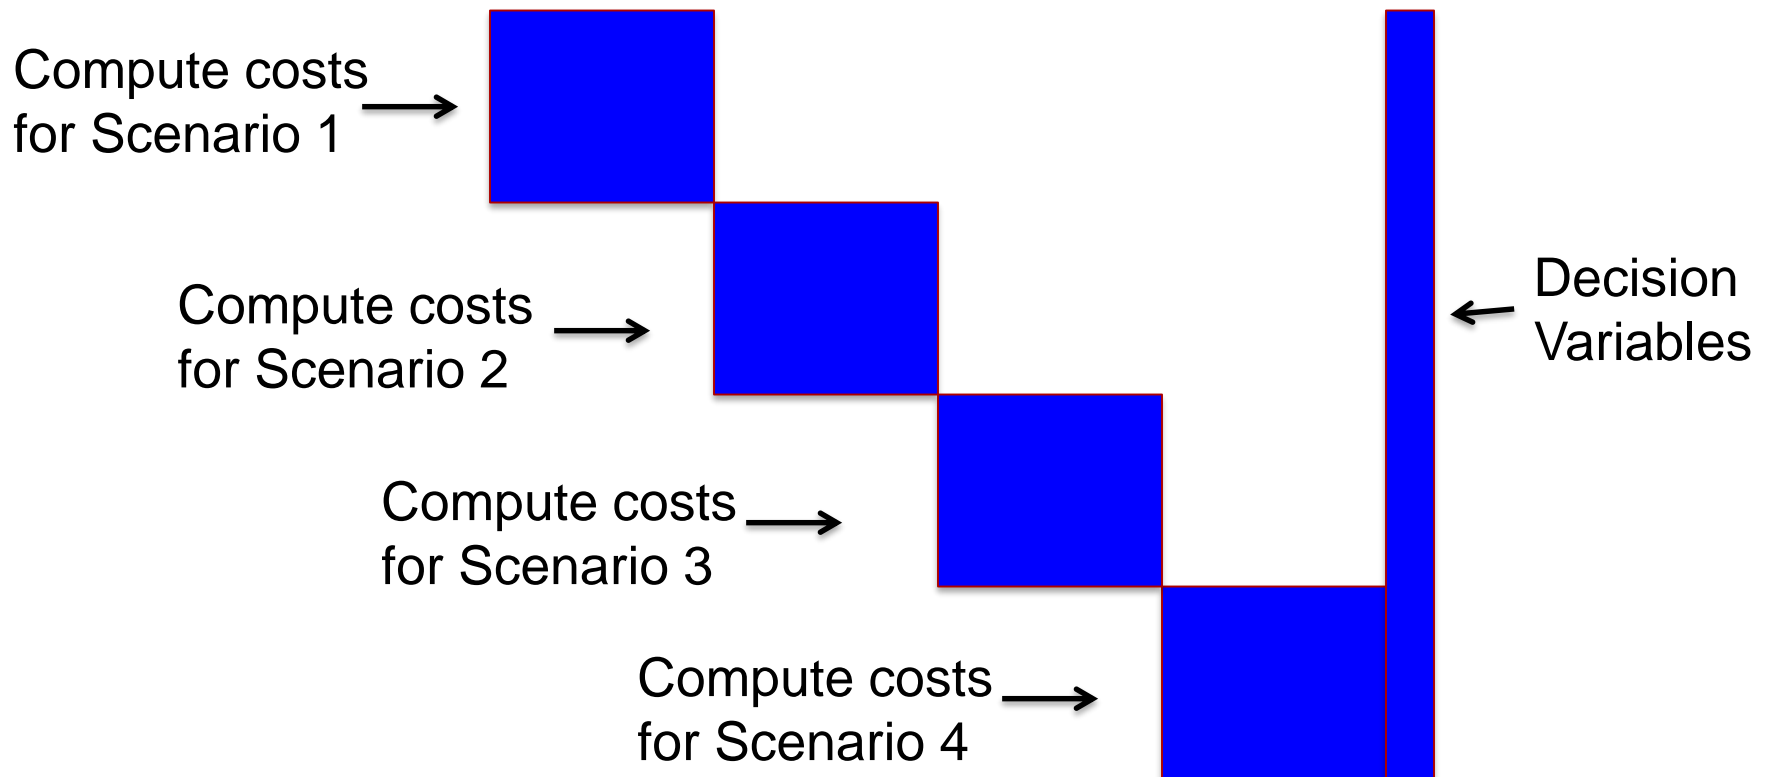 Compute costs
for Scenario 1
Compute costs
for Scenario 2
Decision
Variables
Compute costs
for Scenario 3
Compute costs
for Scenario 4